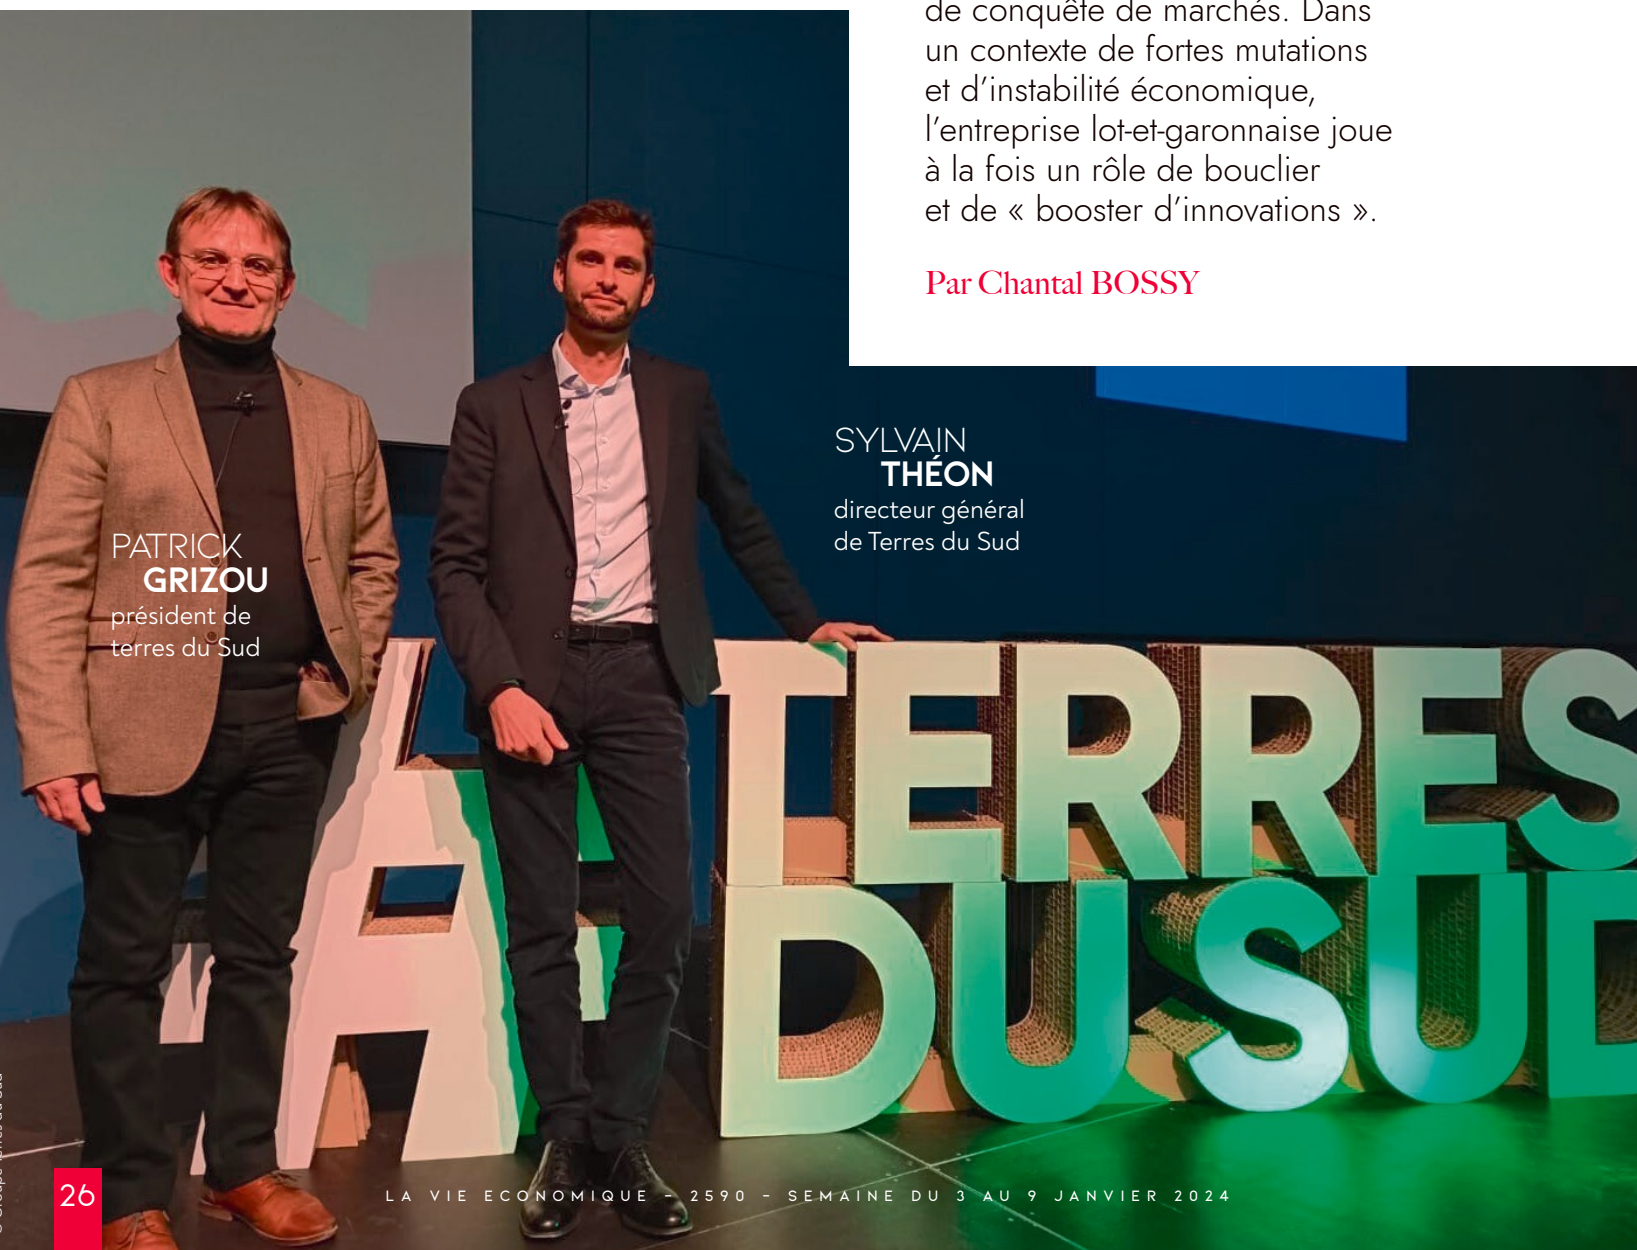 de conquête de marchés. Dans
un contexte de fortes mutations
et d’instabilité économique,
l’entreprise lot-et-garonnaise joue
à la fois un rôle de bouclier
et de « booster d’innovations ».
Par Chantal BOSSY
SYLVAIN
THÉON
directeur général
de Terres du Sud
PATRICK
GRIZOU
président de
terres du Sud
TERRES
DU SUD
26
LA VIE ECONOMIQUE - 2590 - SEMAINE DU 3 AU 9 JANVIER 2024